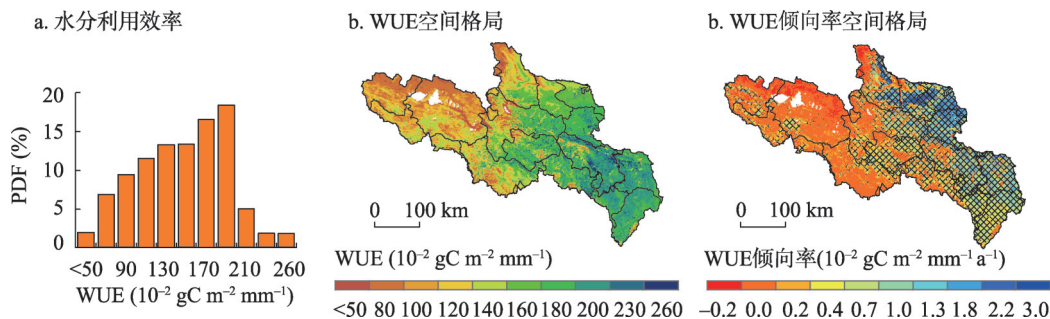 a. 水分利用效率
PDF (%)
20
15
10
5
0
<50 90 130 170 210 260
WUE (10⁻² gC m⁻² mm⁻¹)
b. WUE空间格局
0 100 km
WUE (10⁻² gC m⁻² mm⁻¹)
<50 80 100 120 140 160 180 200 230 260
b. WUE倾向率空间格局
0 100 km
WUE倾向率(10⁻² gC m⁻² mm⁻¹ a⁻¹)
−0.2 0.0 0.2 0.4 0.7 1.0 1.3 1.8 2.2 3.0